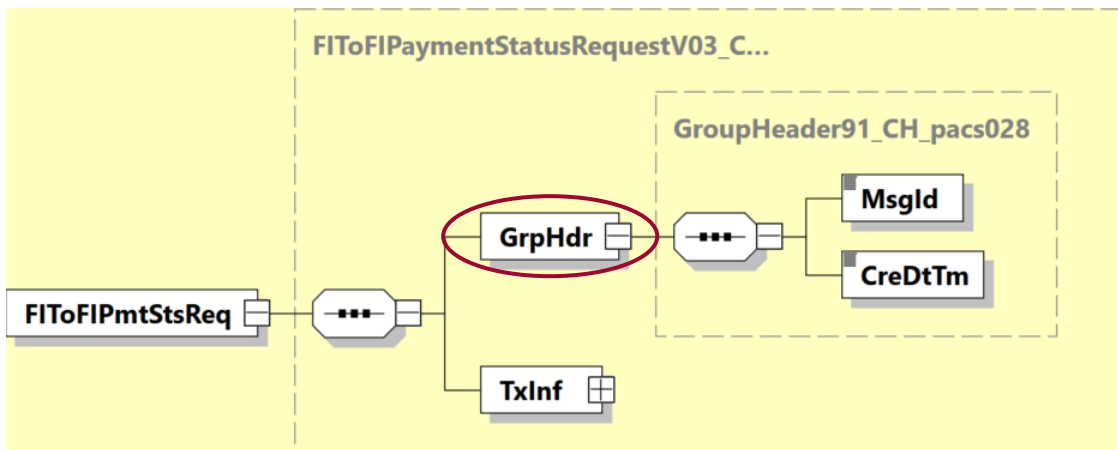 FIToFIPaymentStatusRequestV03_C...
GroupHeader91_CH_pacs028
MsgId
GrpHdr
CreDtTm
FIToFIPmtStsReq
TxInf